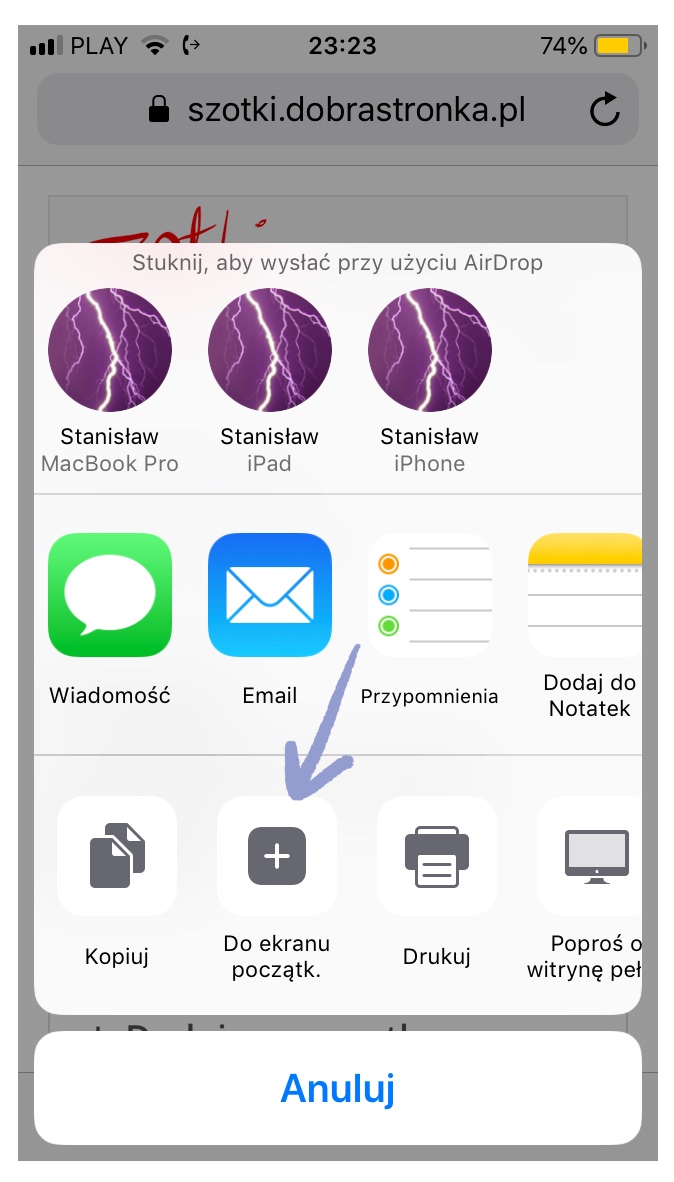 PLAY 23:23 74%
szotki.dobrastronka.pl
szotki
Stuknij, aby wysłać przy użyciu AirDrop
Stanisław Stanisław Stanisław
MacBook Pro iPad iPhone
Wiadomość Email Przypomnienia Dodaj do
Notatek
Kopiuj Do ekranu Drukuj Poproś o
początk. witrynę peł
Anuluj